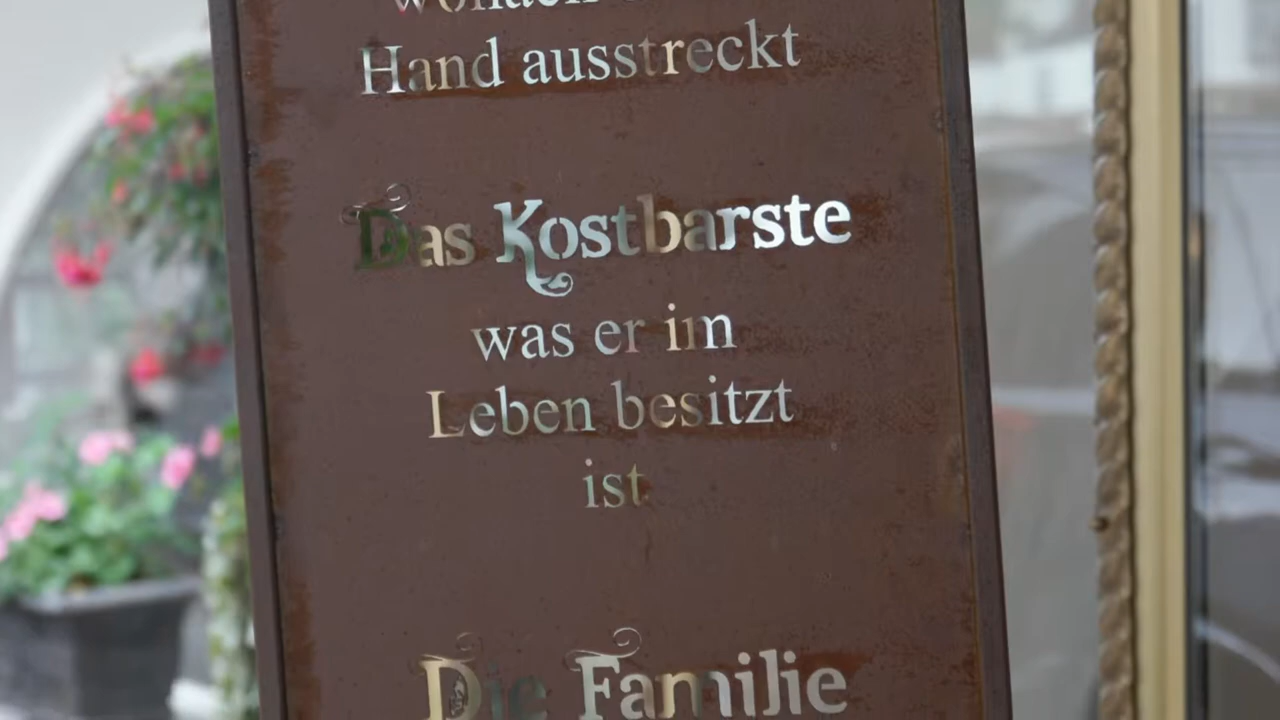 Hand ausstreckt
Das Kostbarste
was er im
Leben besitzt
ist
Die Familie